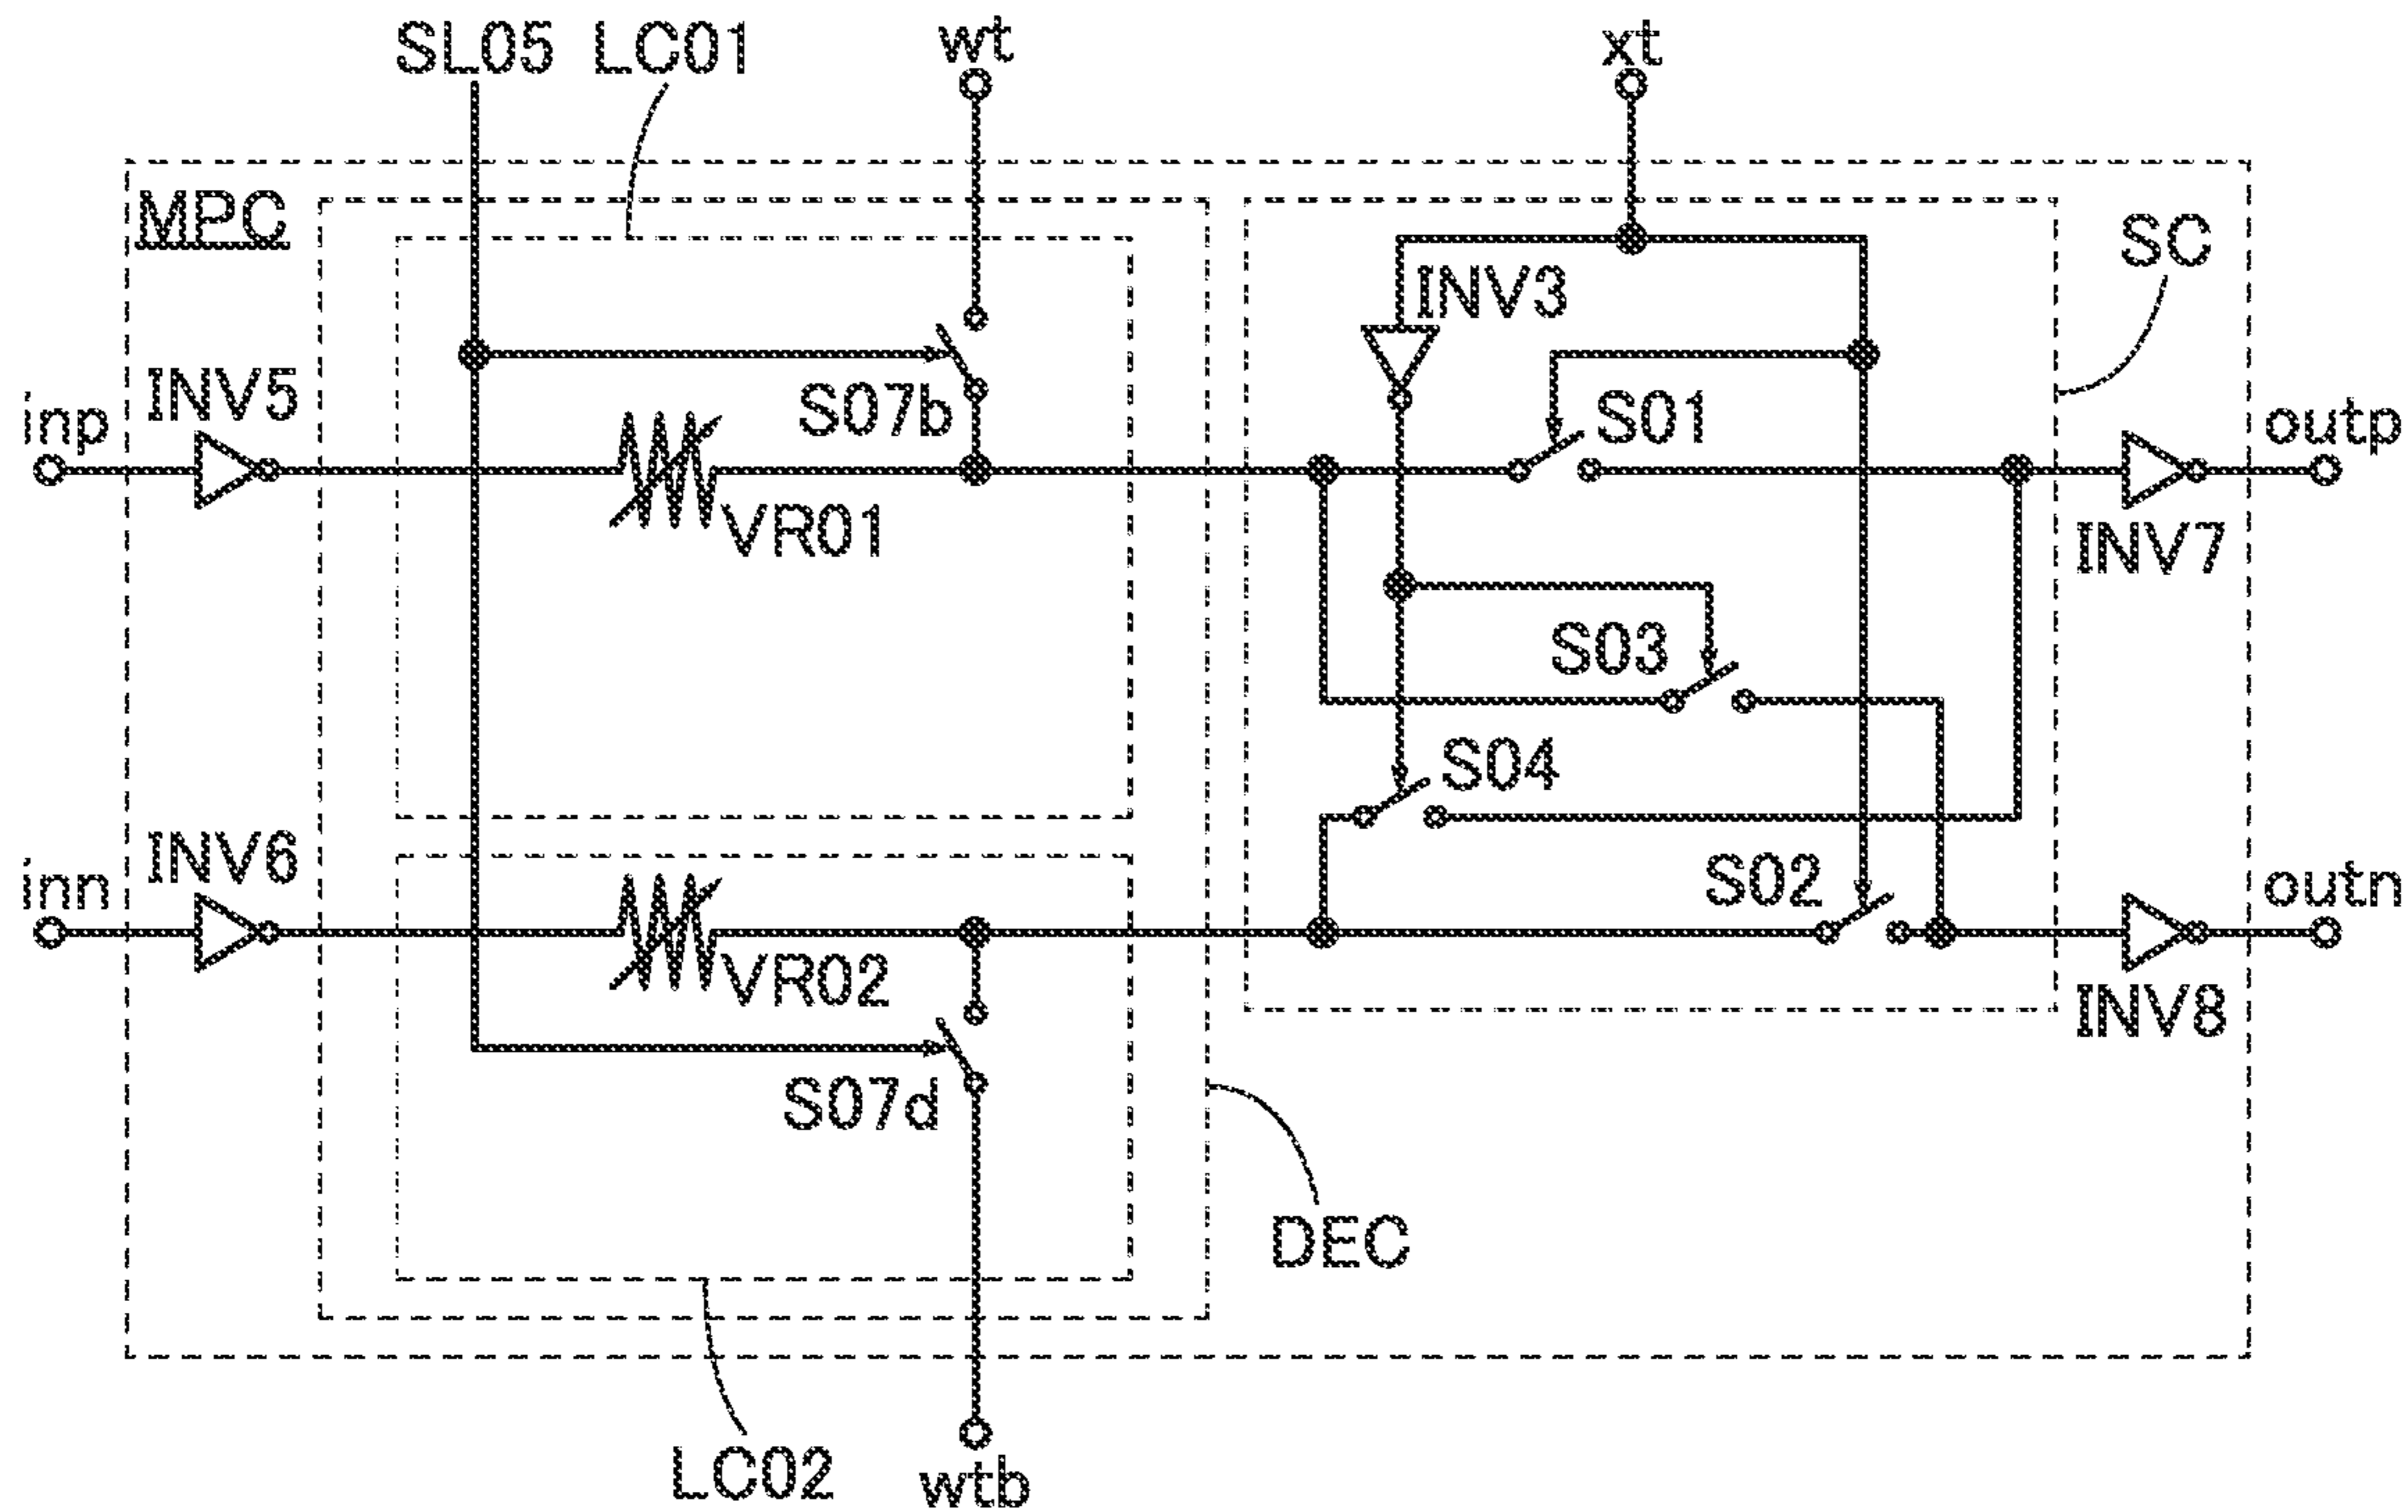 SL05 LC01 wt xt
MPC
SC
INV3
INV5
inp
S07b
S01
outp
VR01
INV7
S03
S04
INV6
inn
S02
outn
VR02
INV8
S07d
DEC
LC02
wtb